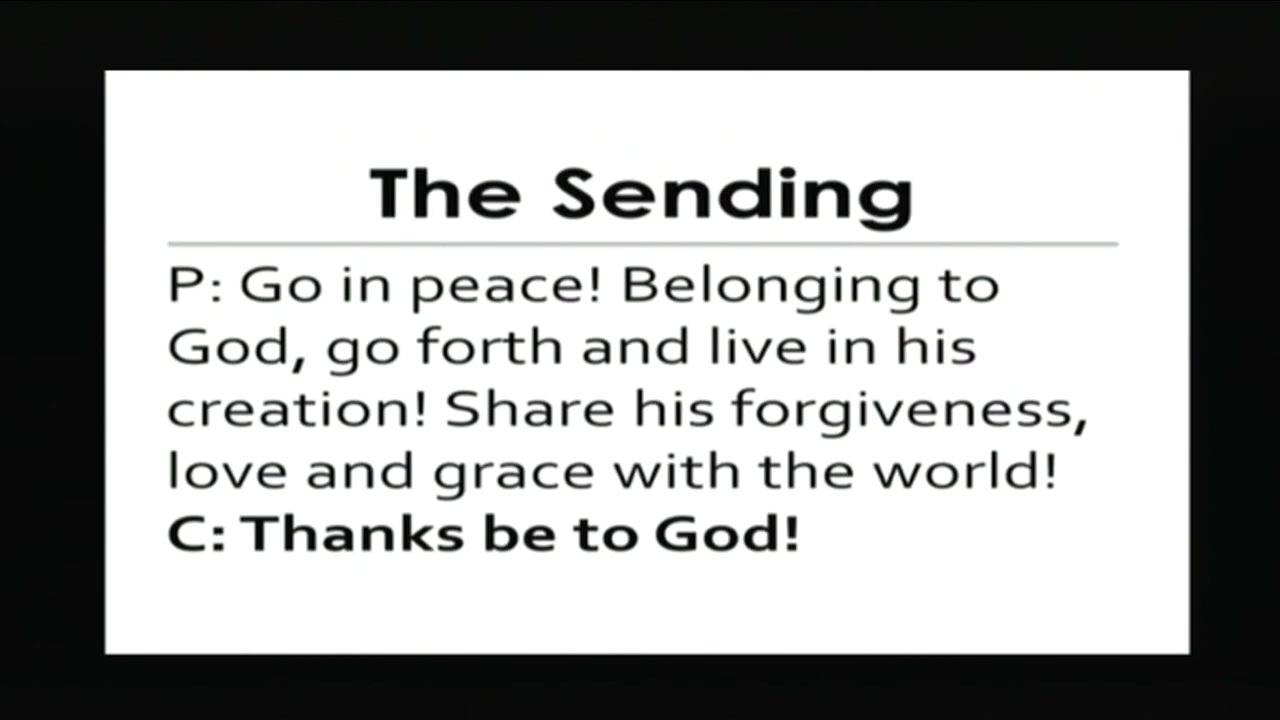 The Sending
P: Go in peace! Belonging to
God, go forth and live in his
creation! Share his forgiveness,
love and grace with the world!
C: Thanks be to God!